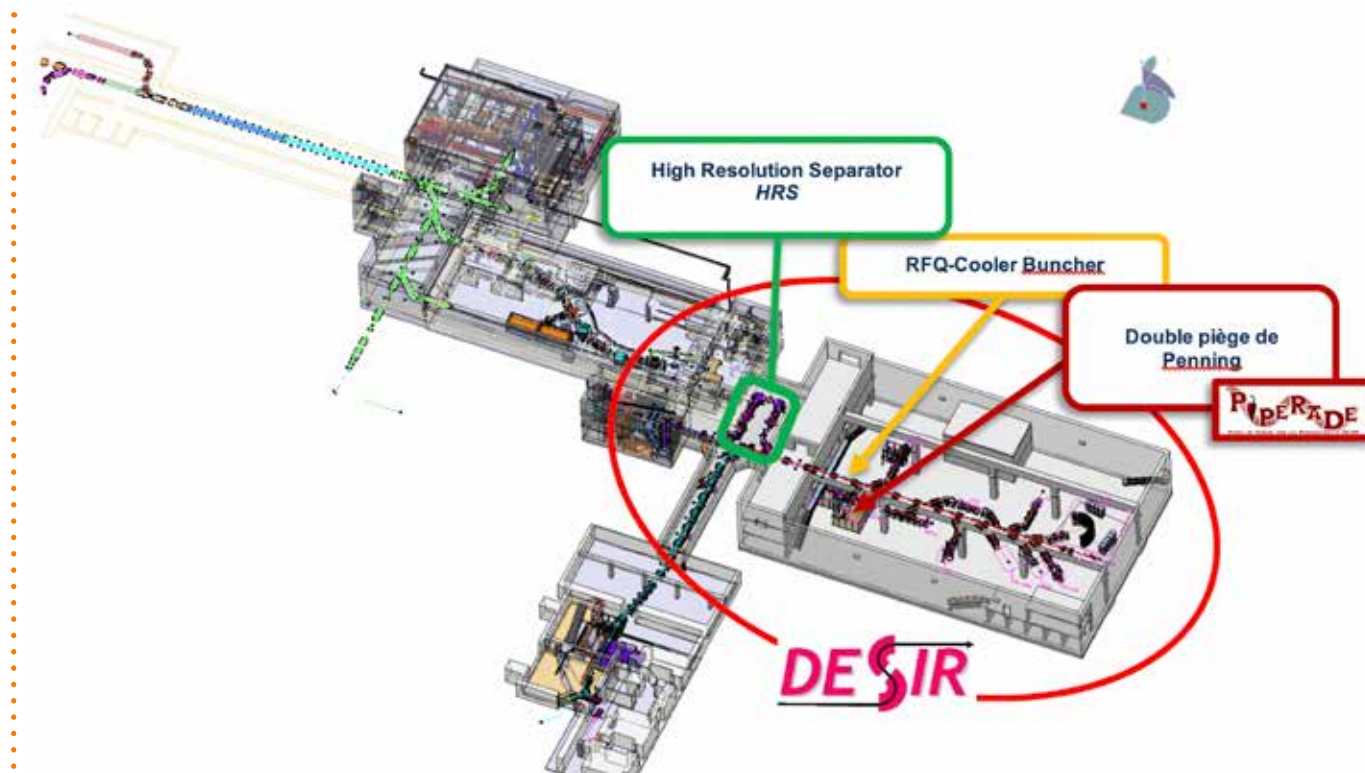 High Resolution Separator
HRS
RFQ-Cooler Buncher
Double piège de
Penning
PIPERADE
DESIR